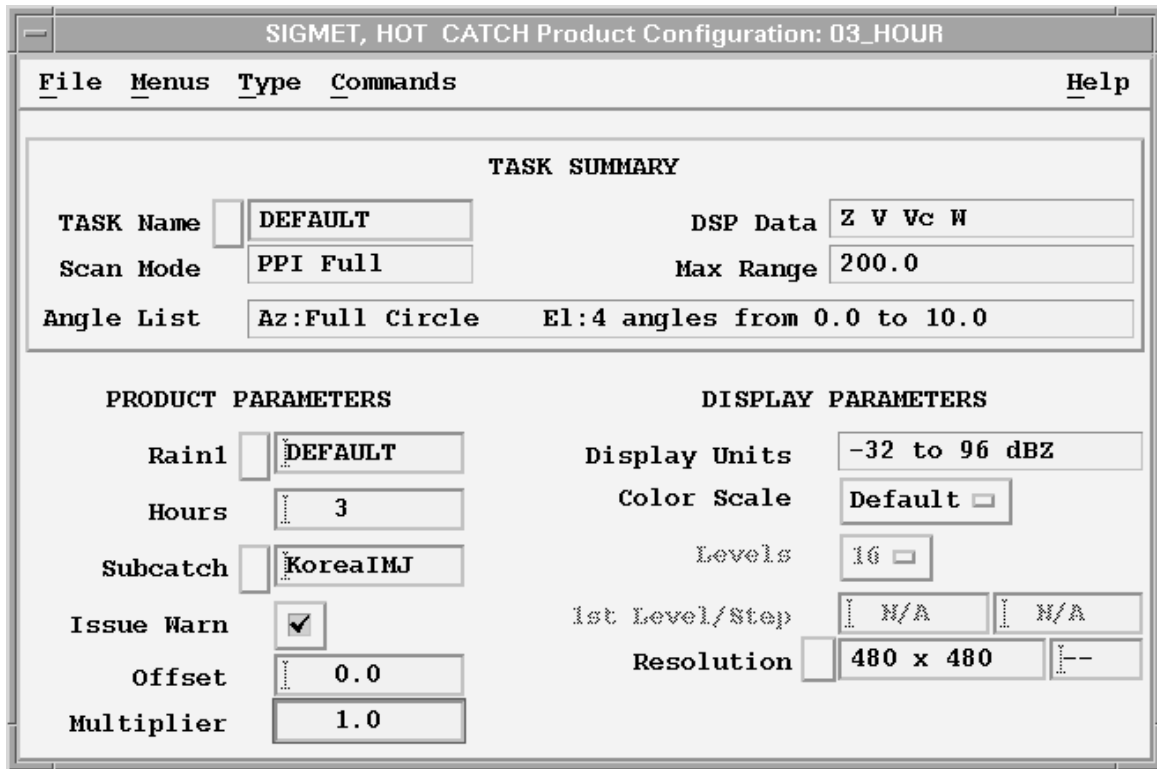 SIGMET, HOT CATCH Product Configuration: 03_HOUR
File Menus Type Commands Help
TASK SUMMARY
TASK Name DEFAULT DSP Data Z V Vc W
Scan Mode PPI Full Max Range 200.0
Angle List Az:Full Circle El:4 angles from 0.0 to 10.0
PRODUCT PARAMETERS
Rain1 DEFAULT
Hours 3
Subcatch KoreaIMJ
Issue Warn
Offset 0.0
Multiplier 1.0
DISPLAY PARAMETERS
Display Units -32 to 96 dBZ
Color Scale Default
Levels 16
1st Level/Step N/A N/A
Resolution 480 x 480 --